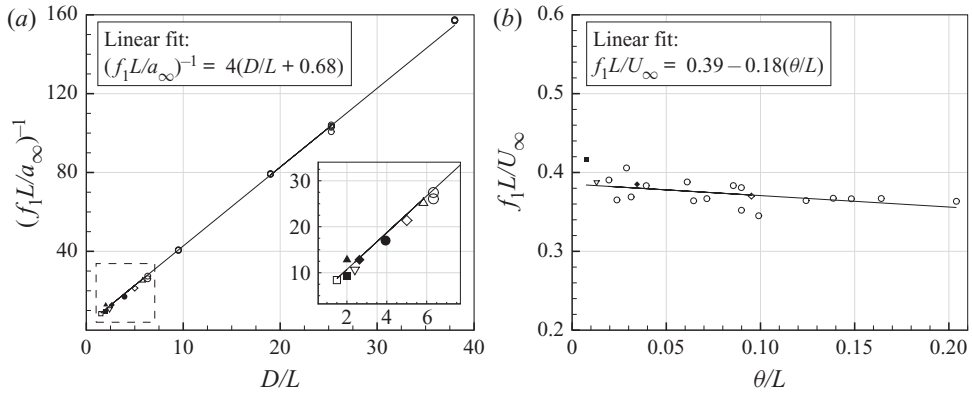 (a)
160
120
80
40
(f₁L/a∞)⁻¹
Linear fit:
(f₁L/a∞)⁻¹ = 4(D/L + 0.68)
30
20
10
2 4 6
0 10 20 30 40
D/L
(b)
0.6
0.5
0.4
0.3
0.2
f₁L/U∞
Linear fit:
f₁L/U∞ = 0.39 – 0.18(θ/L)
0 0.05 0.10 0.15 0.20
θ/L